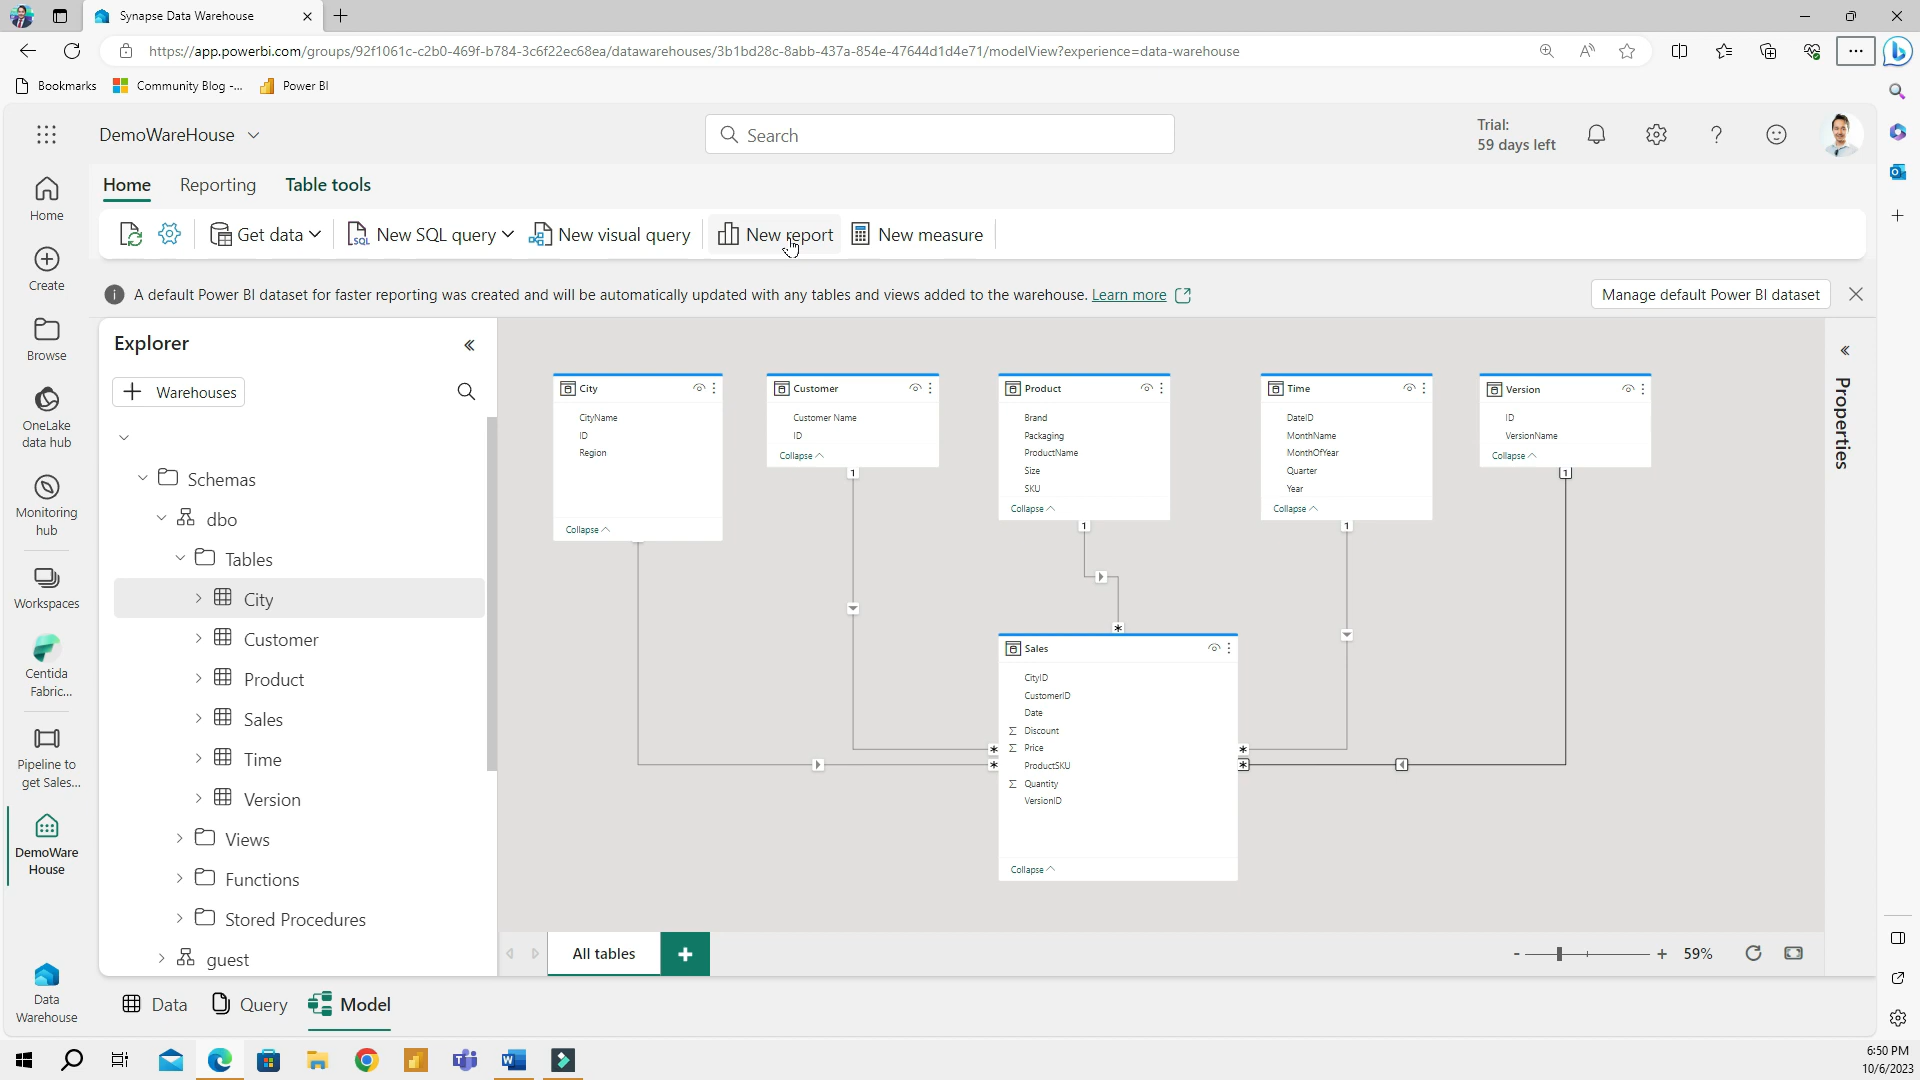 Synapse Data Warehouse
https://app.powerbi.com/groups/92f1061c-c2b0-469f-b784-3c6f22ec68ea/datawarehouses/3b1bd28c-8abb-437a-854e-47644d1d4e71/modelView?experience=data-warehouse
Bookmarks
Community Blog -...
Power BI
DemoWareHouse
Search
Trial:
59 days left
Home
Reporting
Table tools
Get data
SQL
New SQL query
New visual query
New report
New measure
A default Power BI dataset for faster reporting was created and will be automatically updated with any tables and views added to the warehouse. Learn more
Manage default Power BI dataset
Home
Create
Browse
OneLake
data hub
Monitoring
hub
Workspaces
Centida
Fabric...
Pipeline to
get Sales...
DemoWare
House
Data
Warehouse
Explorer
+ Warehouses
Schemas
dbo
Tables
City
Customer
Product
Sales
Time
Version
Views
Functions
Stored Procedures
guest
City
CityName
ID
Region
Collapse
Customer
Customer Name
ID
Collapse
1
Product
Brand
Packaging
ProductName
Size
SKU
Collapse
1
*
Time
DateID
MonthName
MonthOfYear
Quarter
Year
Collapse
1
Version
ID
VersionName
Collapse
1
Sales
CityID
CustomerID
Date
Σ Discount
* Σ Price *
* ProductSKU *
Σ Quantity
VersionID
Collapse
Properties
All tables
+
- + 59%
Data
Query
Model
6:50 PM
10/6/2023